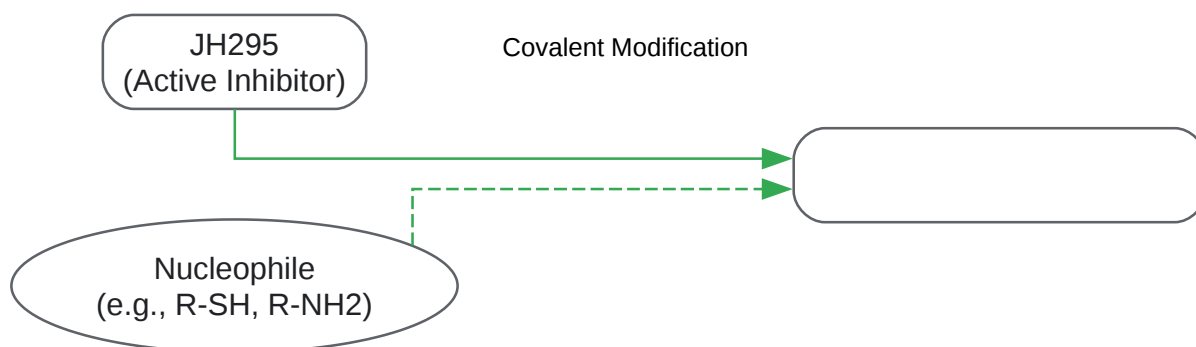 JH295
(Active Inhibitor)
Covalent Modification
Nucleophile
(e.g., R-SH, R-NH2)